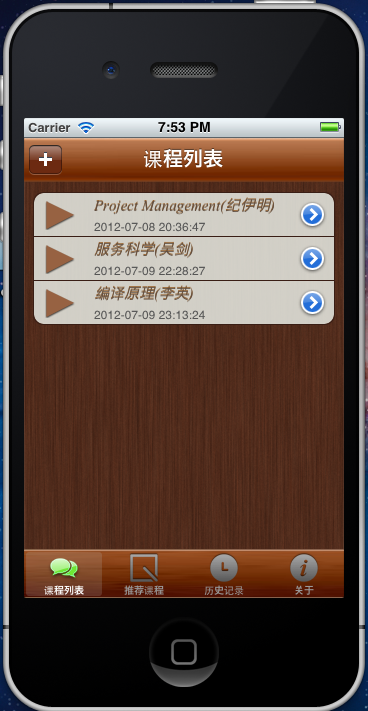 Carrier 7:53 PM
课程列表
Project Management(纪伊明)
2012-07-08 20:36:47
服务科学(吴剑)
2012-07-09 22:28:27
编译原理(李英)
2012-07-09 23:13:24
课程列表 推荐课程 历史记录 关于